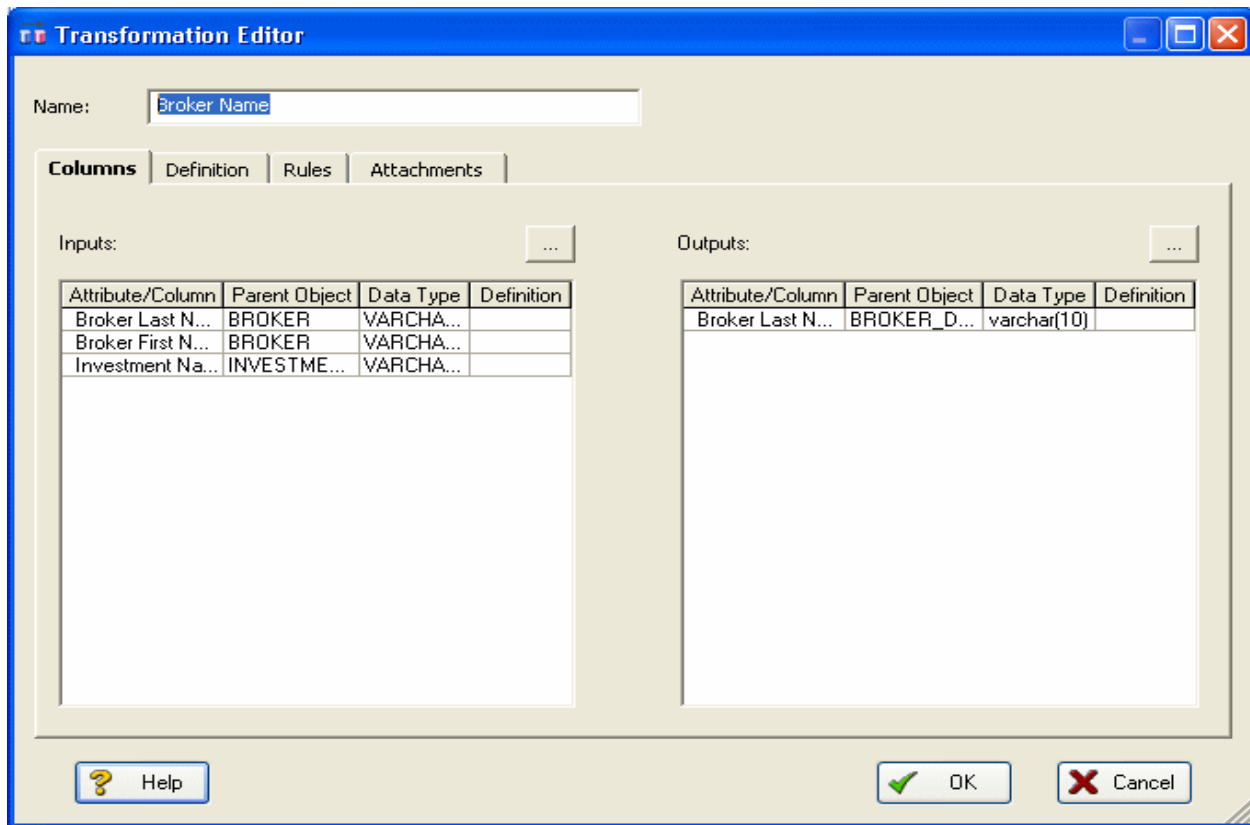 Transformation Editor
Name: Broker Name
Columns Definition Rules Attachments
Inputs: ... Outputs: ...
Attribute/Column Parent Object Data Type Definition Attribute/Column Parent Object Data Type Definition
Broker Last N... BROKER VARCHA... Broker Last N... BROKER_D... varchar(10)
Broker First N... BROKER VARCHA...
Investment Na... INVESTME... VARCHA...
Help OK Cancel